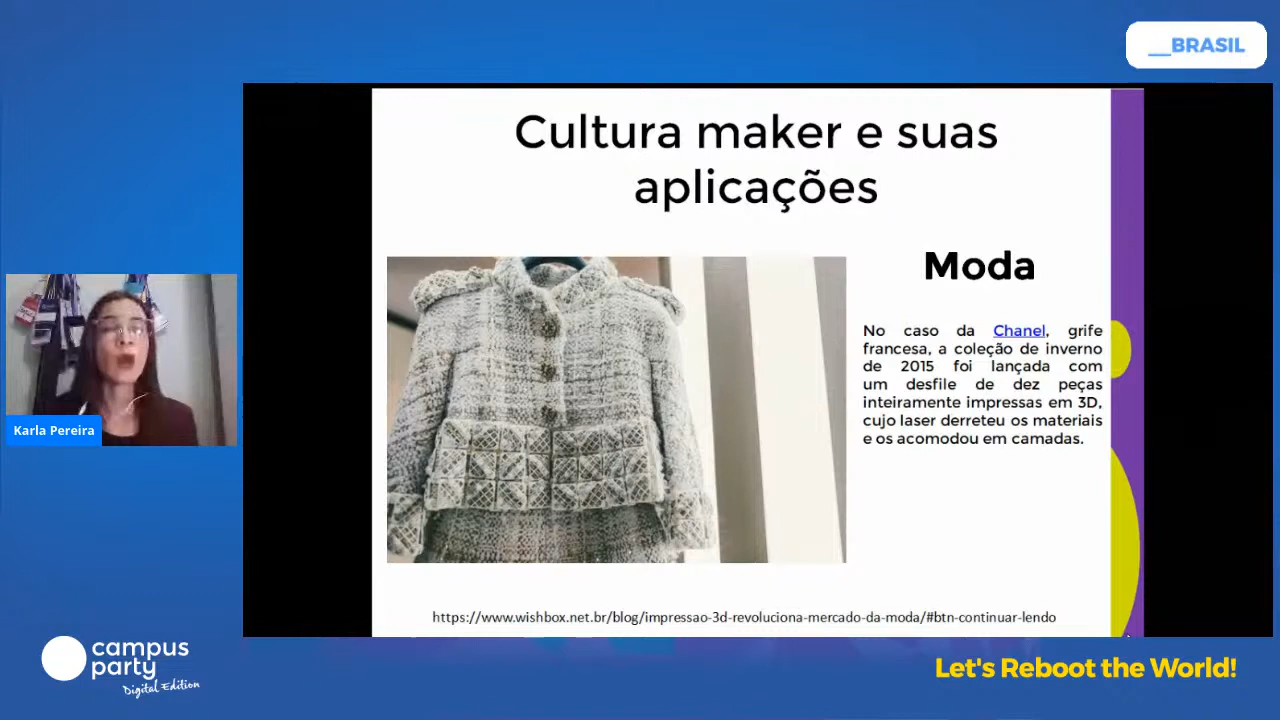 __BRASIL
Cultura maker e suas
aplicações
Moda
No caso da Chanel, grife
francesa, a coleção de inverno
de 2015 foi lançada com
um desfile de dez peças
inteiramente impressas em 3D,
cujo laser derreteu os materiais
e os acomodou em camadas.
Karla Pereira
https://www.wishbox.net.br/blog/impressao-3d-revoluciona-mercado-da-moda/#btn-continuar-lendo
campus
party
Digital Edition
Let's Reboot the World!